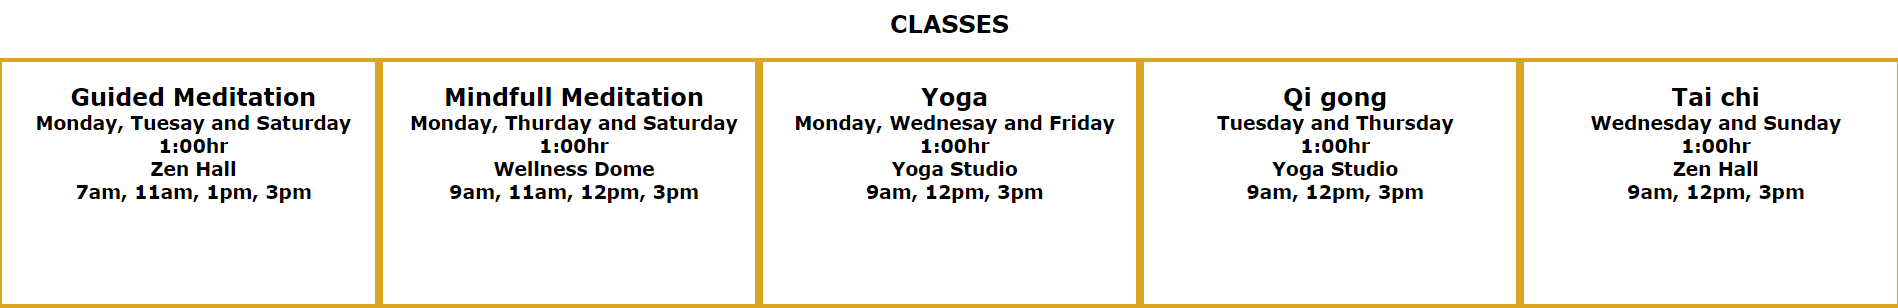 CLASSES
Guided Meditation
Monday, Tuesay and Saturday
1:00hr
Zen Hall
7am, 11am, 1pm, 3pm
Mindfull Meditation
Monday, Thurday and Saturday
1:00hr
Wellness Dome
9am, 11am, 12pm, 3pm
Yoga
Monday, Wednesay and Friday
1:00hr
Yoga Studio
9am, 12pm, 3pm
Qi gong
Tuesday and Thursday
1:00hr
Yoga Studio
9am, 12pm, 3pm
Tai chi
Wednesday and Sunday
1:00hr
Zen Hall
9am, 12pm, 3pm